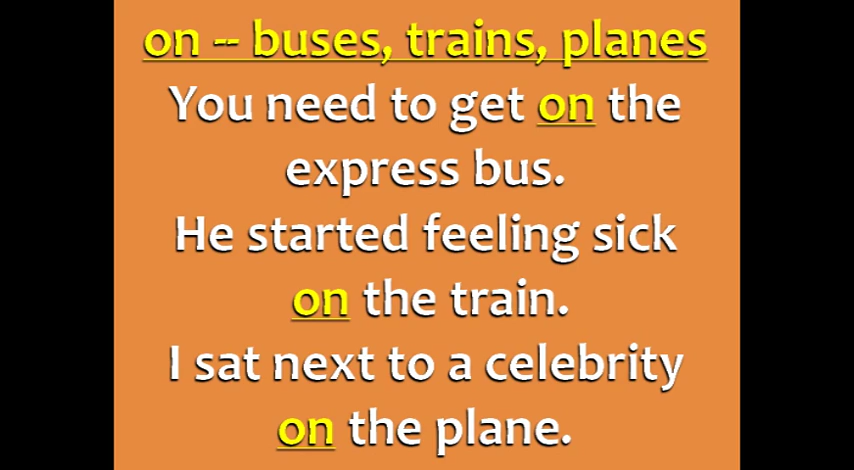 on -- buses, trains, planes
You need to get on the
express bus.
He started feeling sick
on the train.
I sat next to a celebrity
on the plane.